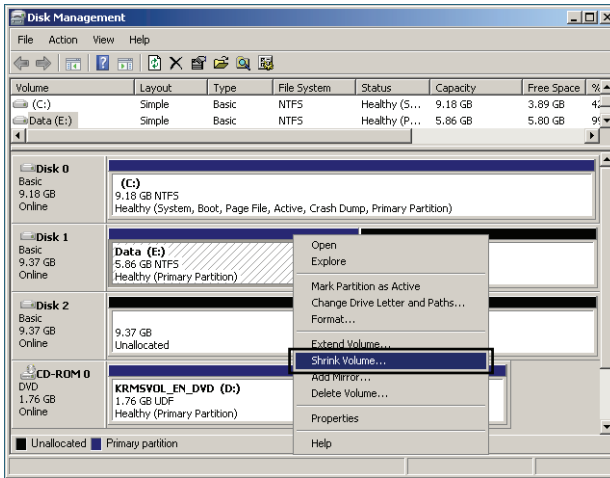 Disk Management
File Action View Help
Volume Layout Type File System Status Capacity Free Space %
(C:) Simple Basic NTFS Healthy (S... 9.18 GB 3.89 GB 42
Data (E:) Simple Basic NTFS Healthy (P... 5.86 GB 5.80 GB 99
Disk 0
Basic
9.18 GB
Online
(C:)
9.18 GB NTFS
Healthy (System, Boot, Page File, Active, Crash Dump, Primary Partition)
Disk 1
Basic
9.37 GB
Online
Data (E:)
5.86 GB NTFS
Healthy (Primary Partition)
Open
Explore
Mark Partition as Active
Change Drive Letter and Paths...
Format...
Extend Volume...
Shrink Volume...
Add Mirror...
Delete Volume...
Properties
Help
Disk 2
Basic
9.37 GB
Online
9.37 GB
Unallocated
CD-ROM 0
DVD
1.76 GB
Online
KRMSVOL_EN_DVD (D:)
1.76 GB UDF
Healthy (Primary Partition)
Unallocated Primary partition